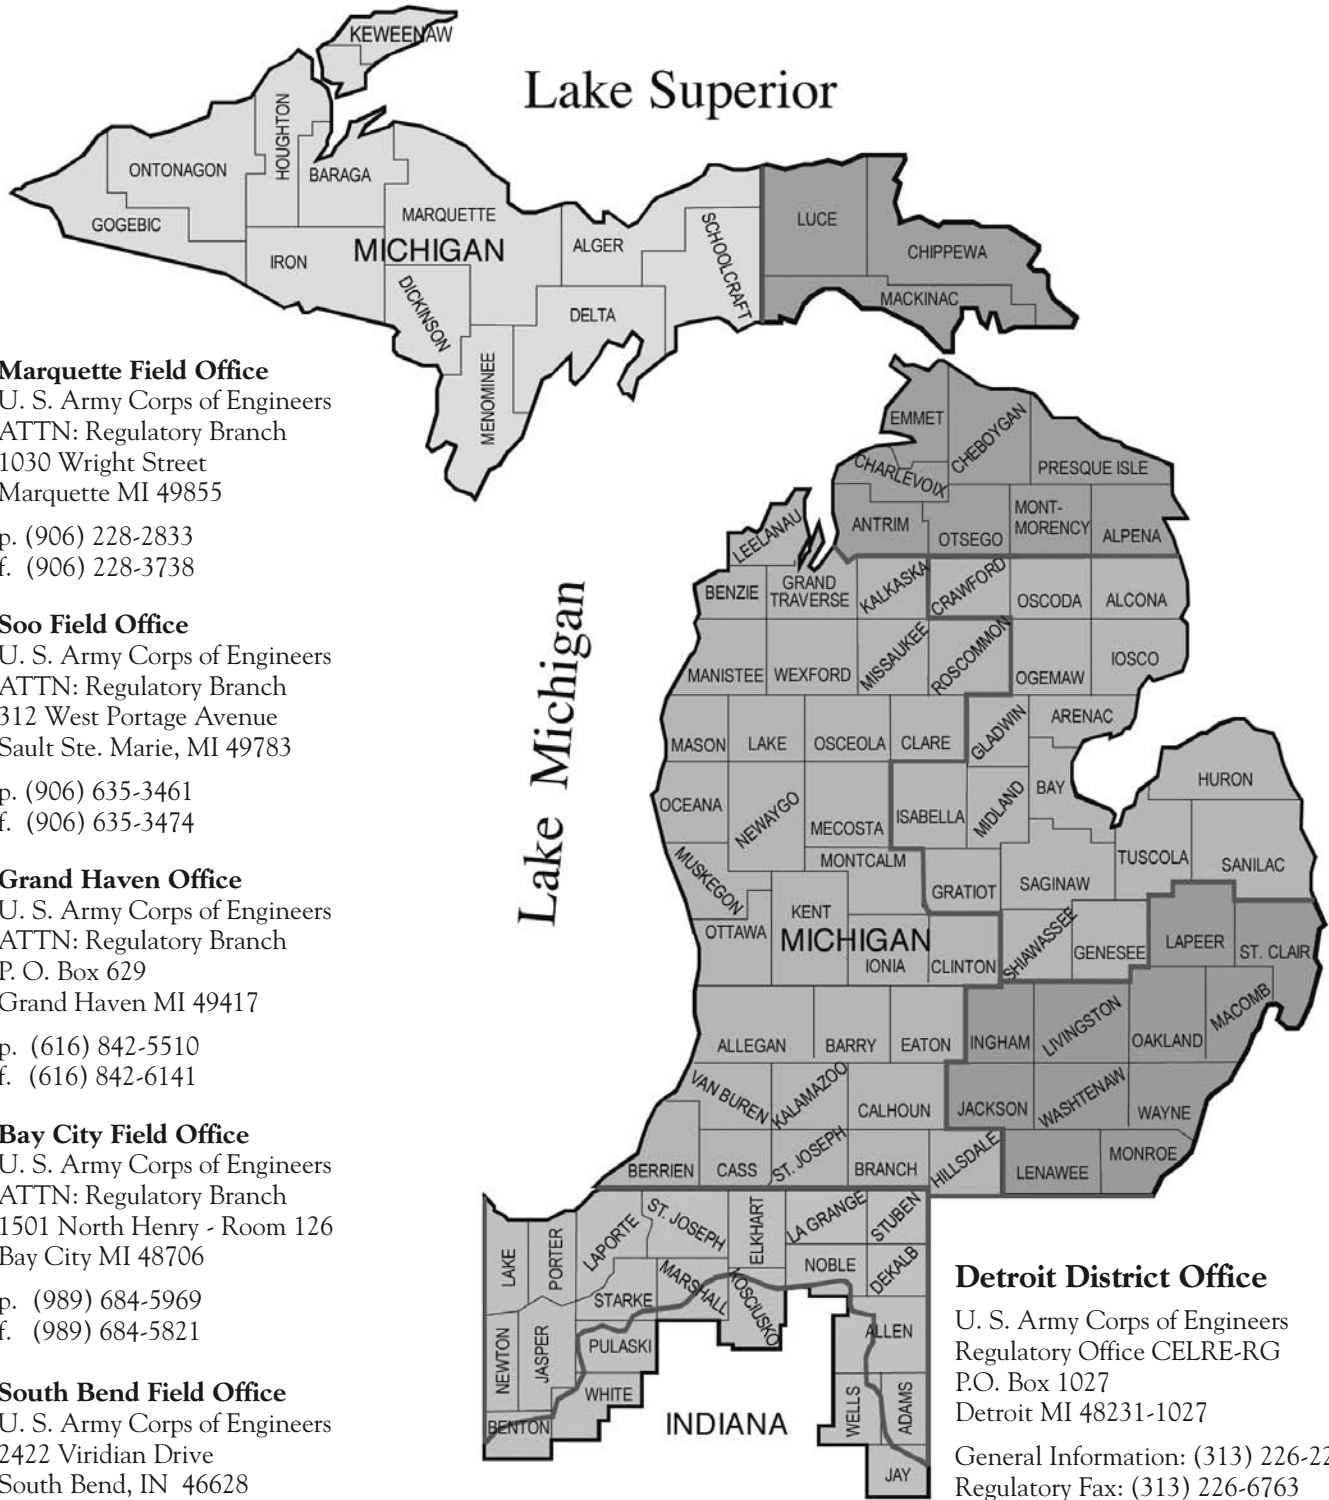 KEWEENAW
Lake Superior
HOUGHTON
ONTONAGON
BARAGA
GOGEBIC
MARQUETTE
LUCE
SCHOOLCRAFT
ALGER
CHIPPEWA
IRON
MICHIGAN
DICKINSON
MACKINAC
DELTA
MENOMINEE
Marquette Field Office
U. S. Army Corps of Engineers
ATTN: Regulatory Branch
1030 Wright Street
Marquette MI 49855
p. (906) 228-2833
f. (906) 228-3738
Soo Field Office
U. S. Army Corps of Engineers
ATTN: Regulatory Branch
312 West Portage Avenue
Sault Ste. Marie, MI 49783
p. (906) 635-3461
f. (906) 635-3474
Grand Haven Office
U. S. Army Corps of Engineers
ATTN: Regulatory Branch
P. O. Box 629
Grand Haven MI 49417
p. (616) 842-5510
f. (616) 842-6141
Bay City Field Office
U. S. Army Corps of Engineers
ATTN: Regulatory Branch
1501 North Henry - Room 126
Bay City MI 48706
p. (989) 684-5969
f. (989) 684-5821
South Bend Field Office
U. S. Army Corps of Engineers
2422 Viridian Drive
South Bend, IN 46628
Lake Michigan
EMMET
CHEBOYGAN
CHARLEVOIX
PRESQUE ISLE
LEELANAU
ANTRIM
OTSEGO
MONT-
MORENCY
ALPENA
BENZIE
GRAND
TRAVERSE
KALKASKA
CRAWFORD
OSCODA
ALCONA
MANISTEE
WEXFORD
MISSAUKEE
ROSCOMMON
OGEMAW
IOSCO
MASON
LAKE
OSCEOLA
CLARE
GLADWIN
ARENAC
OCEANA
NEWAYGO
MECOSTA
ISABELLA
MIDLAND
BAY
HURON
MUSKEGON
MONTCALM
GRATIOT
SAGINAW
TUSCOLA
SANILAC
OTTAWA
KENT
MICHIGAN
IONIA
CLINTON
SHIAWASSEE
GENESEE
LAPEER
ST. CLAIR
ALLEGAN
BARRY
EATON
INGHAM
LIVINGSTON
OAKLAND
MACOMB
VAN BUREN
KALAMAZOO
CALHOUN
JACKSON
WASHTENAW
WAYNE
BERRIEN
CASS
ST. JOSEPH
BRANCH
HILLSDALE
LENAWEE
MONROE
LAKE
PORTER
LAPORTE
ST. JOSEPH
ELKHART
LA GRANGE
STUBEN
NOBLE
DEKALB
STARKE
MARSHALL
KOSCIUSKO
NEWTON
JASPER
PULASKI
ALLEN
WHITE
BENTON
INDIANA
WELLS
ADAMS
JAY
Detroit District Office
U. S. Army Corps of Engineers
Regulatory Office CELRE-RG
P.O. Box 1027
Detroit MI 48231-1027
General Information: (313) 226-22
Regulatory Fax: (313) 226-6763